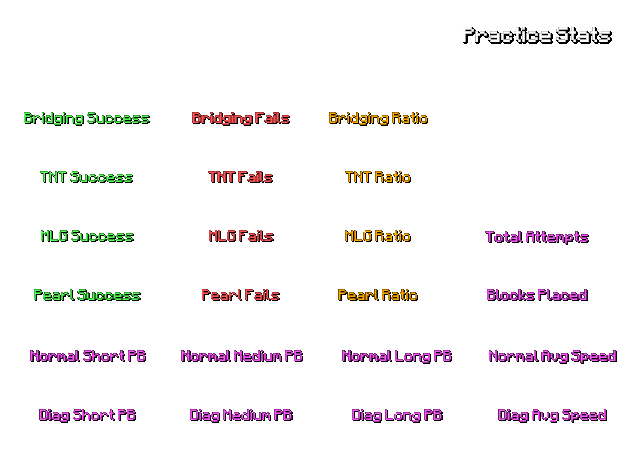 Practice Stats
Bridging Success Bridging Fails Bridging Ratio
TNT Success TNT Fails TNT Ratio
MLG Success MLG Fails MLG Ratio Total Attempts
Pearl Success Pearl Fails Pearl Ratio Blocks Placed
Normal Short PB Normal Medium PB Normal Long PB Normal Avg Speed
Diag Short PB Diag Medium PB Diag Long PB Diag Avg Speed